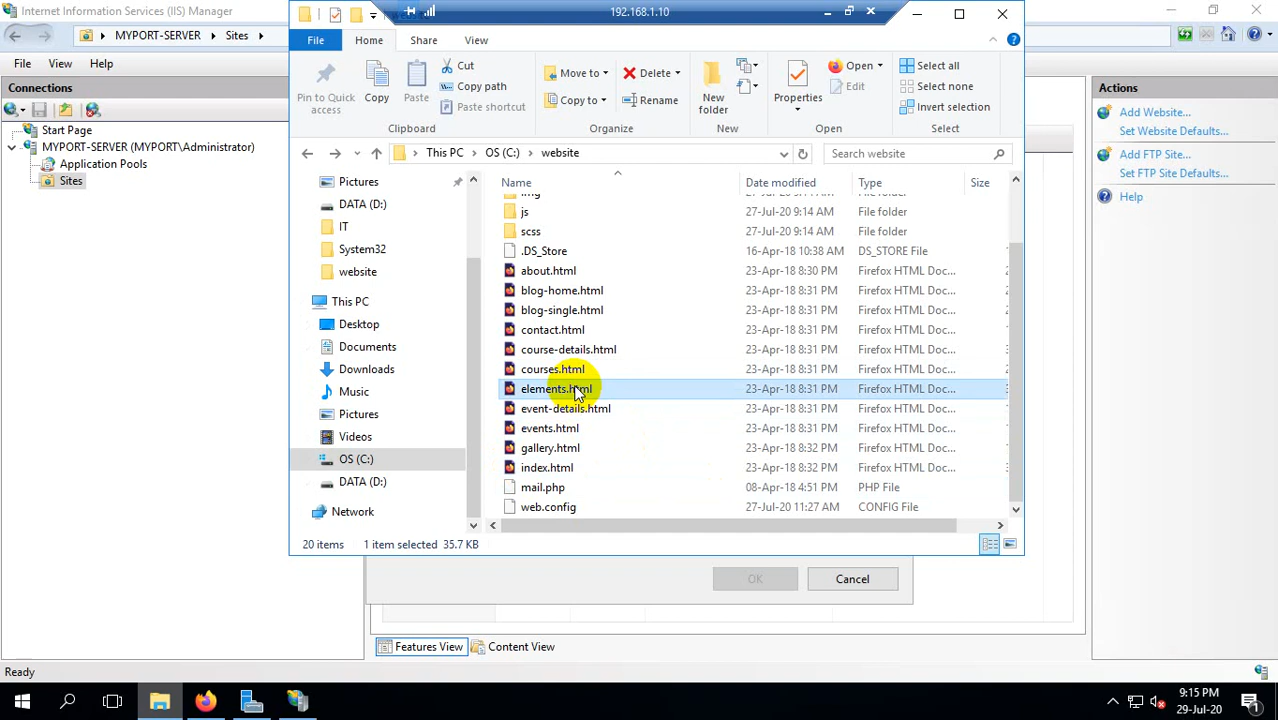 Internet Information Services (IIS) Manager
192.168.1.10
MYPORT-SERVER
Sites
File
View
Help
Connections
Start Page
MYPORT-SERVER (MYPORT\Administrator)
Application Pools
Sites
File
Home
Share
View
Pin to Quick access
Copy
Paste
Cut
Copy path
Paste shortcut
Clipboard
Move to
Copy to
Delete
Rename
Organize
New folder
New
Properties
Open
Edit
Open
Select all
Select none
Invert selection
Select
This PC
OS (C:)
website
Search website
Pictures
DATA (D:)
IT
System32
website
This PC
Desktop
Documents
Downloads
Music
Pictures
Videos
OS (C:)
DATA (D:)
Network
Name Date modified Type Size
js 27-Jul-20 9:14 AM File folder
scss 27-Jul-20 9:14 AM File folder
.DS_Store 16-Apr-18 10:38 AM DS_STORE File
about.html 23-Apr-18 8:30 PM Firefox HTML Doc...
blog-home.html 23-Apr-18 8:31 PM Firefox HTML Doc...
blog-single.html 23-Apr-18 8:31 PM Firefox HTML Doc...
contact.html 23-Apr-18 8:31 PM Firefox HTML Doc...
course-details.html 23-Apr-18 8:31 PM Firefox HTML Doc...
courses.html 23-Apr-18 8:31 PM Firefox HTML Doc...
elements.html 23-Apr-18 8:31 PM Firefox HTML Doc...
event-details.html 23-Apr-18 8:31 PM Firefox HTML Doc...
events.html 23-Apr-18 8:31 PM Firefox HTML Doc...
gallery.html 23-Apr-18 8:32 PM Firefox HTML Doc...
index.html 23-Apr-18 8:32 PM Firefox HTML Doc...
mail.php 08-Apr-18 4:51 PM PHP File
web.config 27-Jul-20 11:27 AM CONFIG File
20 items 1 item selected 35.7 KB
OK
Cancel
Features View
Content View
Actions
Add Website...
Set Website Defaults...
Add FTP Site...
Set FTP Site Defaults...
Help
Ready
9:15 PM
29-Jul-20
1